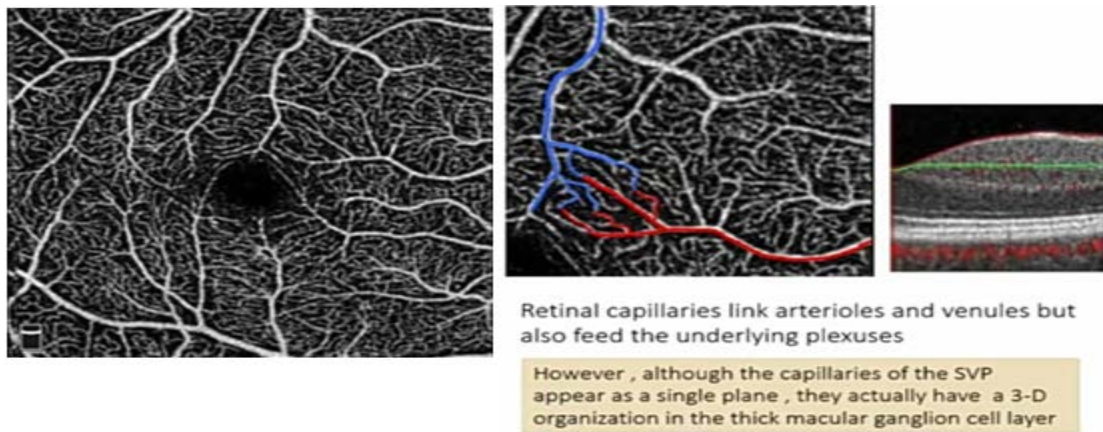 Retinal capillaries link arterioles and venules but
also feed the underlying plexuses
However , although the capillaries of the SVP
appear as a single plane , they actually have a 3-D
organization in the thick macular ganglion cell layer